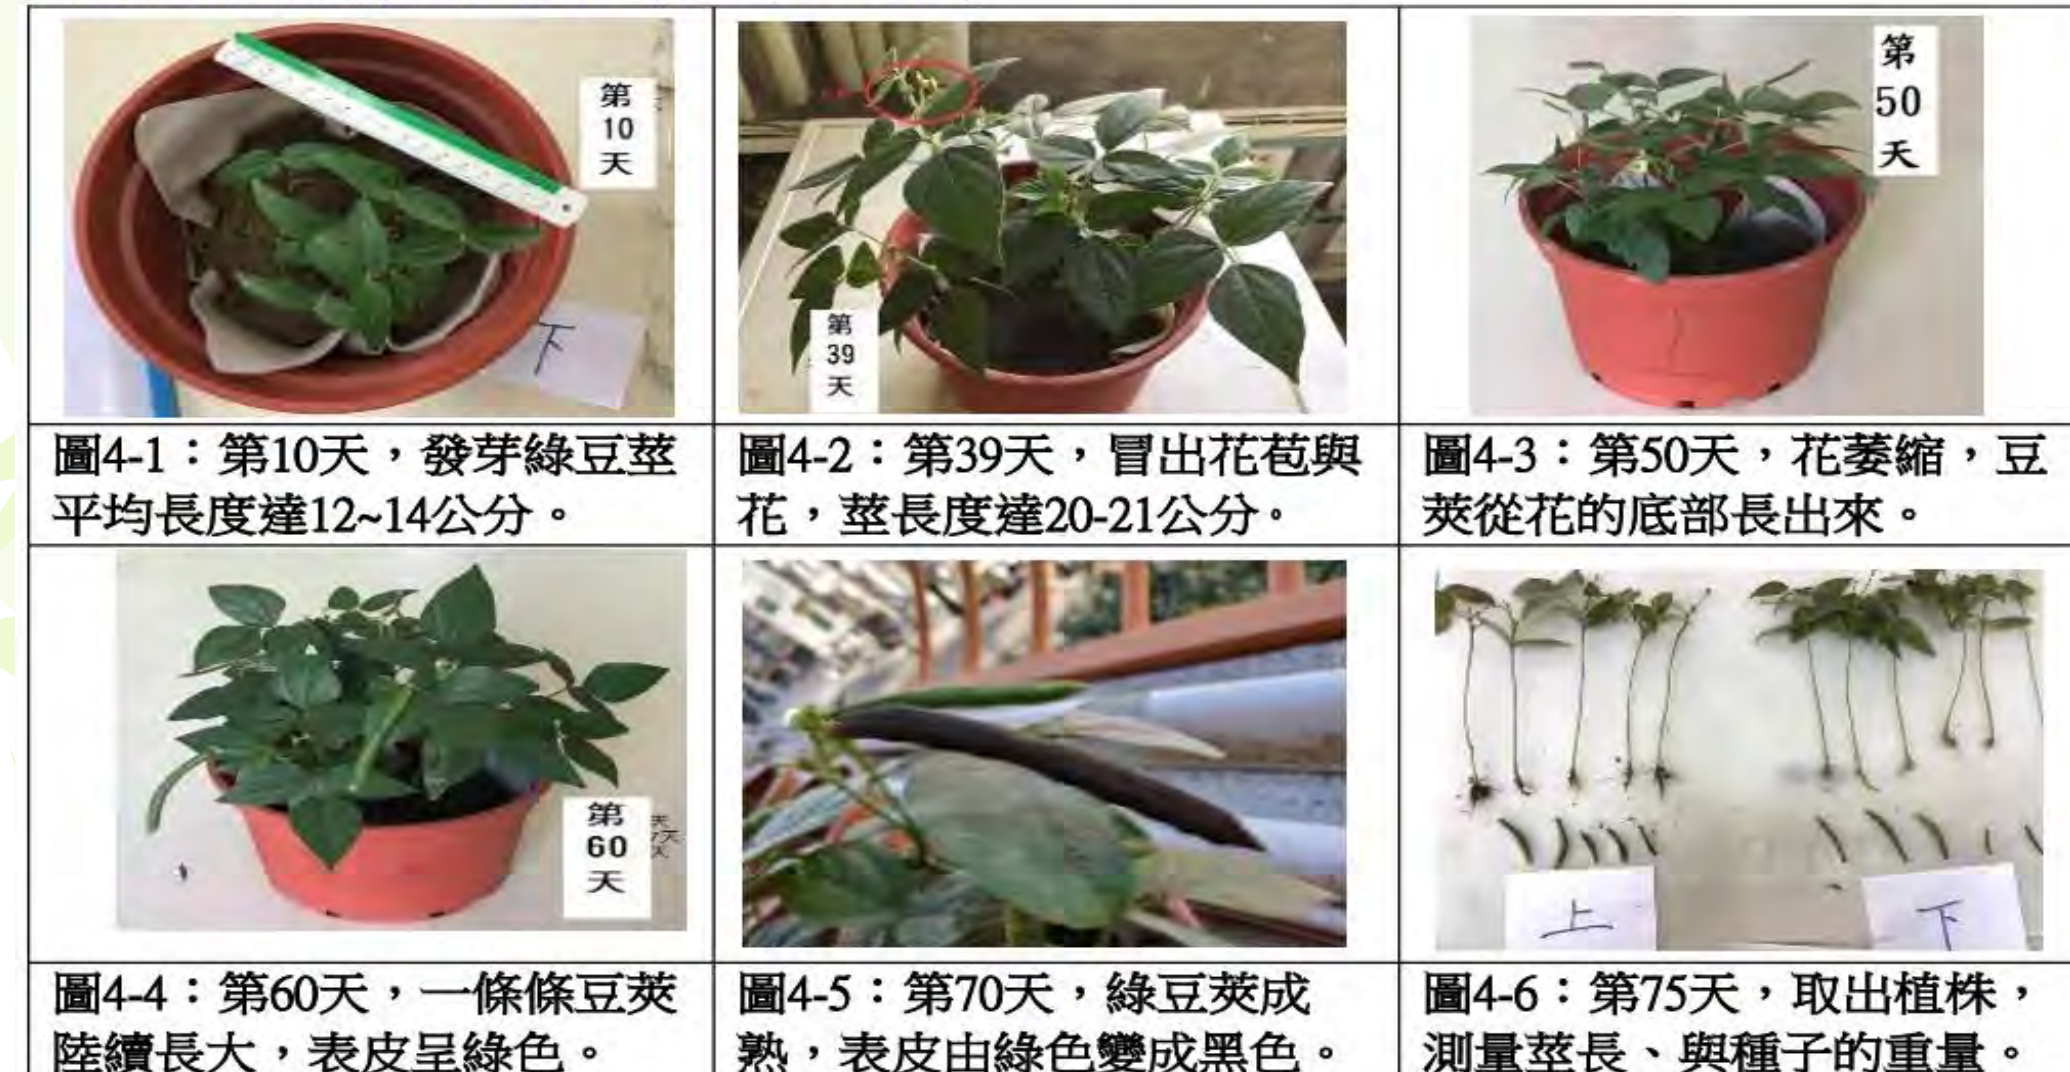 第
10
天
下
第
39
天
第
50
天
圖4-1：第10天，發芽綠豆莖
平均長度達12~14公分。
圖4-2：第39天，冒出花苞與
花，莖長度達20-21公分。
圖4-3：第50天，花萎縮，豆
莢從花的底部長出來。
第
60
天
上
下
圖4-4：第60天，一條條豆莢
陸續長大，表皮呈綠色。
圖4-5：第70天，綠豆莢成
熟，表皮由綠色變成黑色。
圖4-6：第75天，取出植株，
測量莖長、與種子的重量。